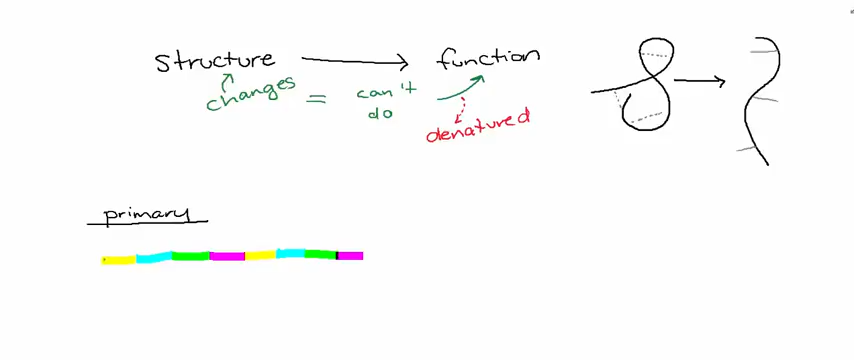 structure → function
changes = can't
do
denatured
primary